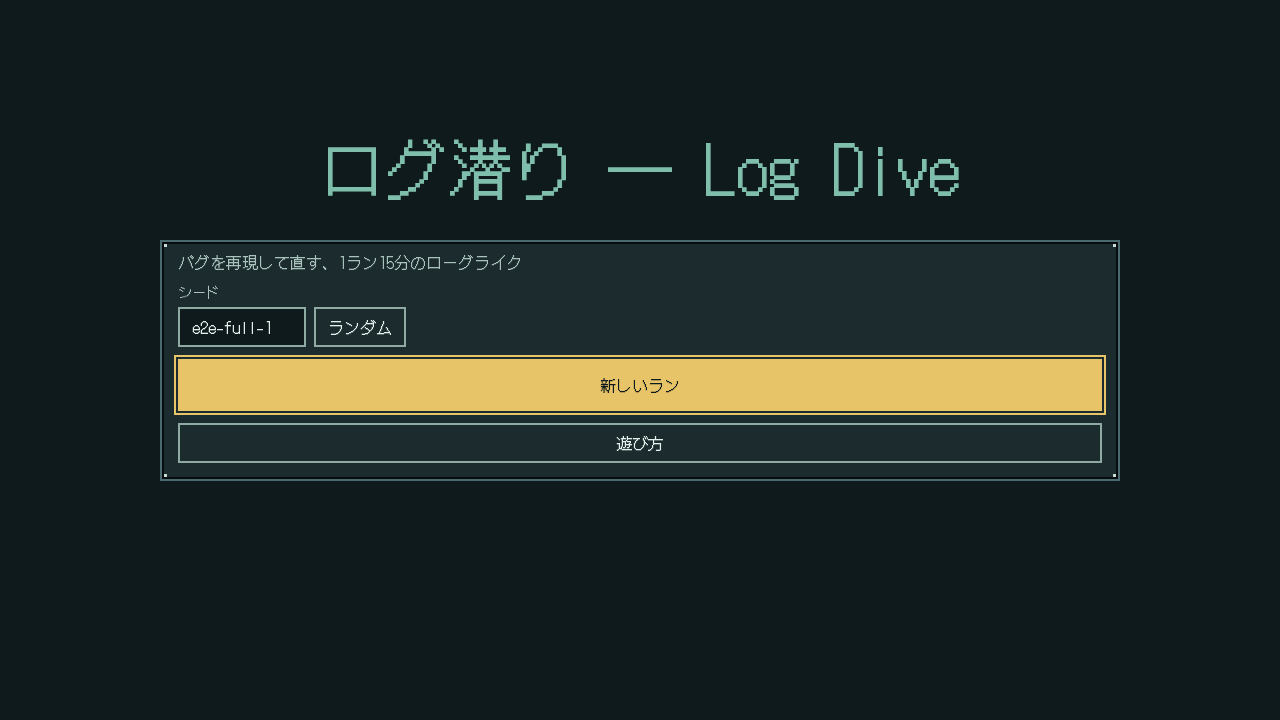 ログ潜り — Log Dive
バグを再現して直す、1ラン15分のローグライク
シード
e2e-full-1 ランダム
新しいラン
遊び方